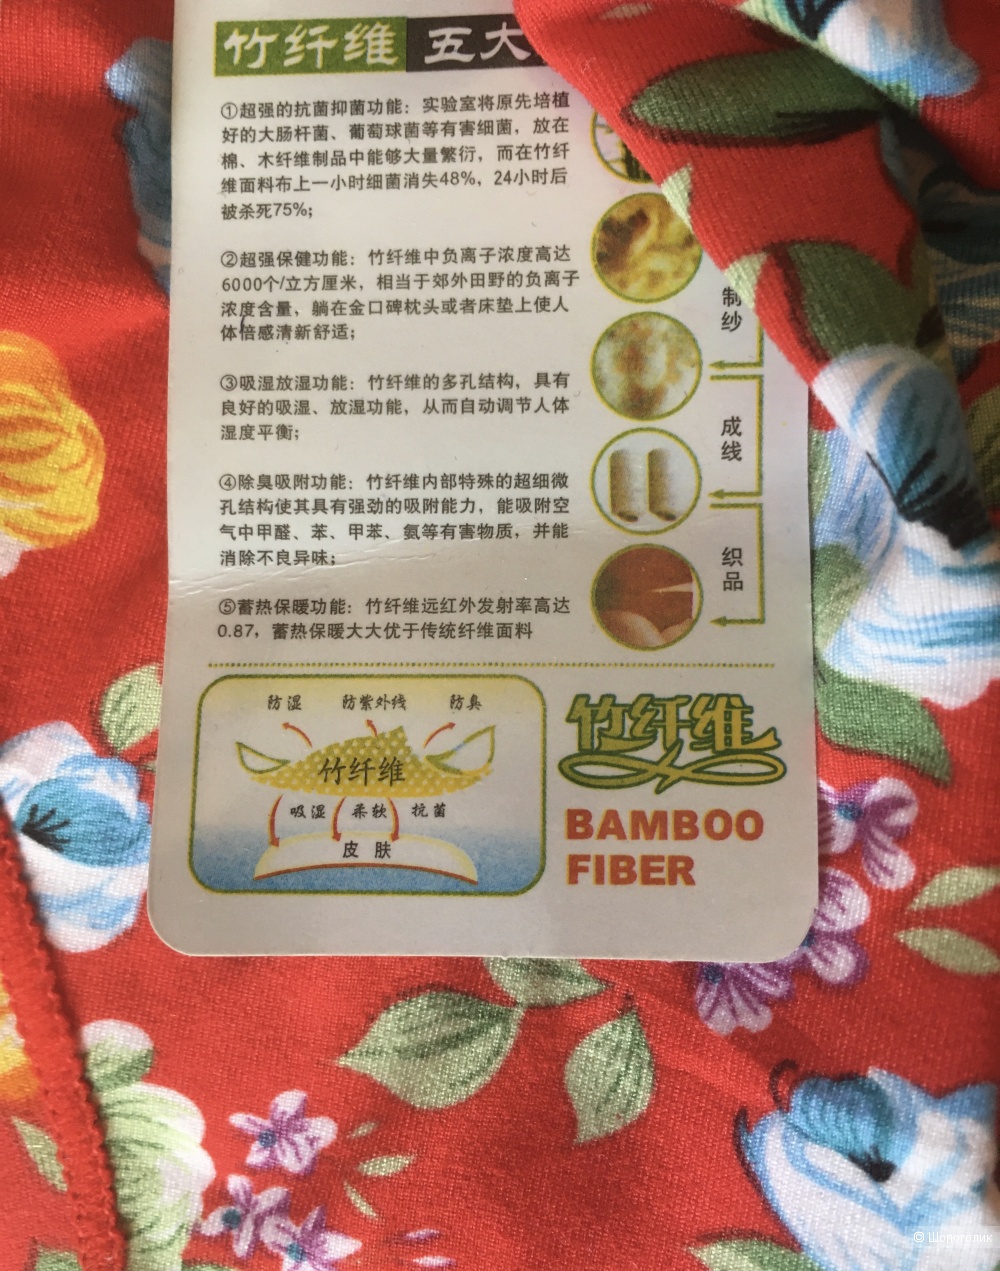 竹纤维 五大
①超强的抗菌抑菌功能：实验室将原先培植
好的大肠杆菌、葡萄球菌等有害细菌，放在
棉、木纤维制品中能够大量繁衍，而在竹纤
维面料布上一小时细菌消失48%，24小时后
被杀死75%；
②超强保健功能：竹纤维中负离子浓度高达
6000个/立方厘米，相当于郊外田野的负离子
浓度含量，躺在金口碑枕头或者床垫上使人
体倍感清新舒适；
③吸湿放湿功能：竹纤维的多孔结构，具有
良好的吸湿、放湿功能，从而自动调节人体
湿度平衡；
④除臭吸附功能：竹纤维内部特殊的超细微
孔结构使其具有强劲的吸附能力，能吸附空
气中甲醛、苯、甲苯、氨等有害物质，并能
消除不良异味；
⑤蓄热保暖功能：竹纤维远红外发射率高达
0.87，蓄热保暖大大优于传统纤维面料
制纱
成线
织品
防湿 防紫外线 防臭
竹纤维
吸湿 柔软 抗菌
皮肤
竹纤维
BAMBOO
FIBER
© Шопоголик